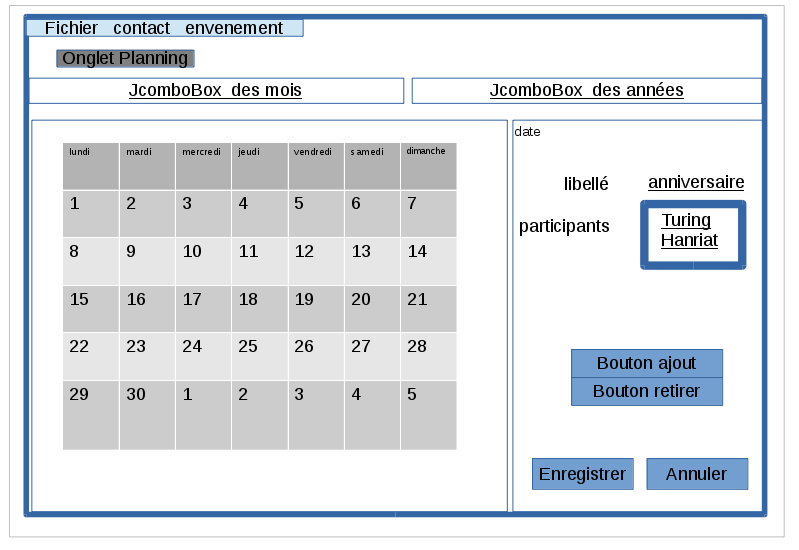 Fichier contact envenement
Onglet Planning
JcomboBox des mois
JcomboBox des années
lundi mardi mercredi jeudi vendredi samedi dimanche
1 2 3 4 5 6 7
8 9 10 11 12 13 14
15 16 17 18 19 20 21
22 23 24 25 26 27 28
29 30 1 2 3 4 5
date
libellé anniversaire
participants Turing
Hanriat
Bouton ajout
Bouton retirer
Enregistrer Annuler